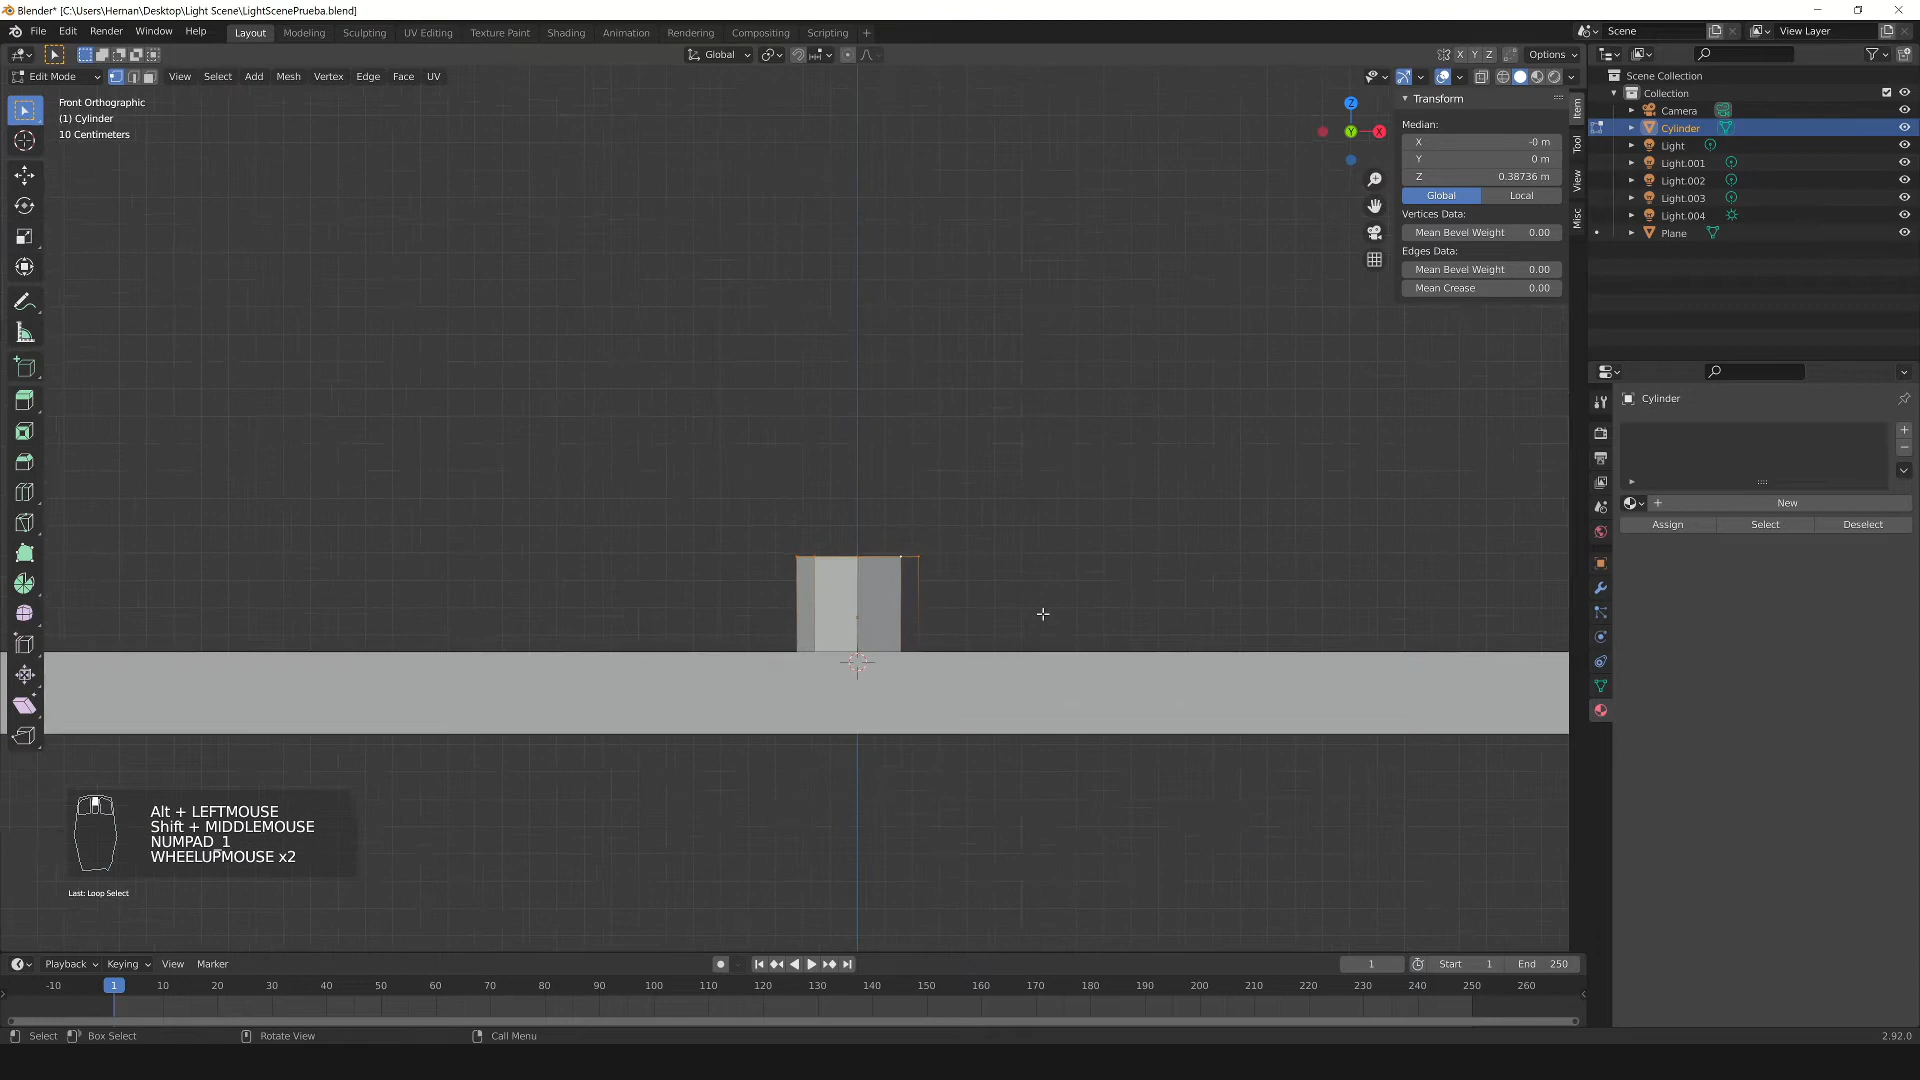 Blender* [C:\Users\Hernan\Desktop\Light Scene\LightScenePrueba.blend]
File Edit Render Window Help Layout Modeling Sculpting UV Editing Texture Paint Shading Animation Rendering Compositing Scripting + Scene View Layer
Global X Y Z Options
Edit Mode View Select Add Mesh Vertex Edge Face UV
Front Orthographic
(1) Cylinder
10 Centimeters
Z
Y
X
Transform
Median:
X -0 m
Y 0 m
Z 0.38736 m
Global Local
Vertices Data:
Mean Bevel Weight 0.00
Edges Data:
Mean Bevel Weight 0.00
Mean Crease 0.00
Item
Tool
View
Misc
Scene Collection
Collection
Camera
Cylinder
Light
Light.001
Light.002
Light.003
Light.004
Plane
Cylinder
New
Assign Select Deselect
Alt + LEFTMOUSE
Shift + MIDDLEMOUSE
NUMPAD_1
WHEELUPMOUSE x2
Last: Loop Select
Playback Keying View Marker 1 Start 1 End 250
-10 1 10 20 30 40 50 60 70 80 90 100 110 120 130 140 150 160 170 180 190 200 210 220 230 240 250 260
Select Box Select Rotate View Call Menu 2.92.0